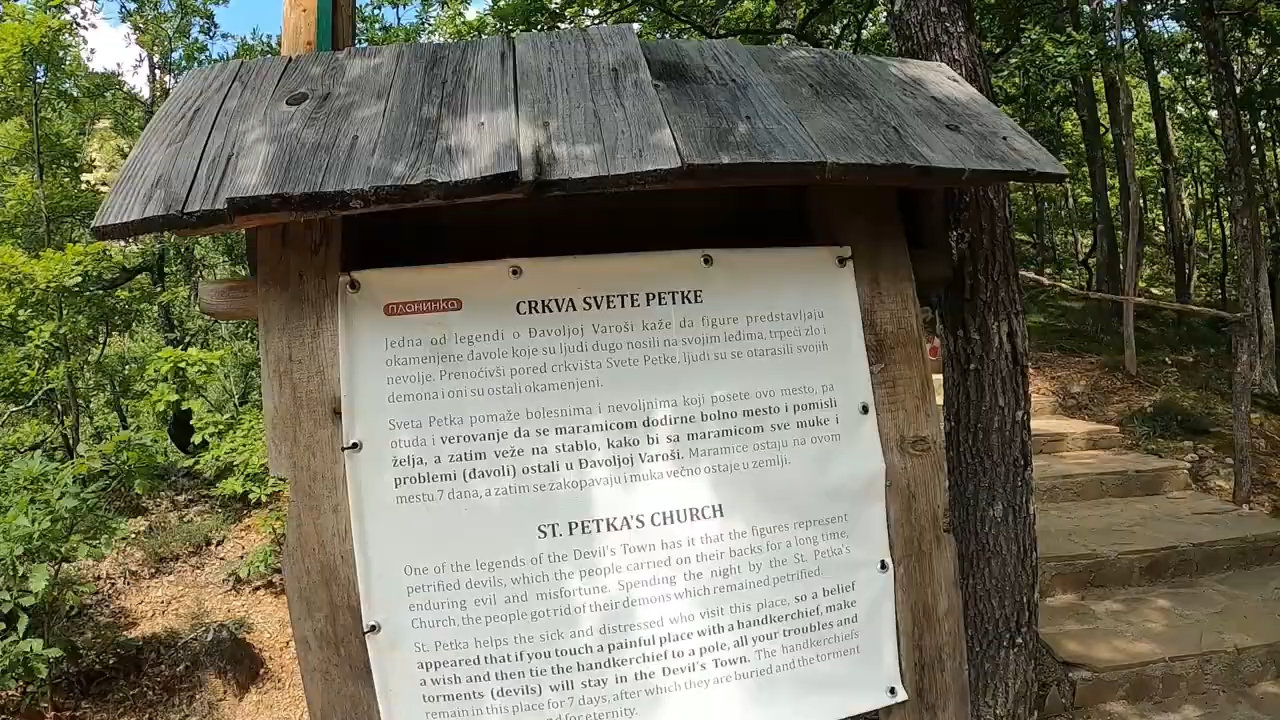 планинка
CRKVA SVETE PETKE
Jedna od legendi o Đavoljoj Varoši kaže da figure predstavljaju
okamenjene đavole koje su ljudi dugo nosili na svojim leđima, trpeći zlo i
nevolje. Prenoćivši pored crkvišta Svete Petke, ljudi su se otarasili svojih
demona i oni su ostali okamenjeni.
Sveta Petka pomaže bolesnima i nevoljnima koji posete ovo mesto, pa
otuda i verovanje da se maramicom dodirne bolno mesto i pomisli
želja, a zatim veže na stablo, kako bi sa maramicom sve muke i
problemi (đavoli) ostali u Đavoljoj Varoši. Maramice ostaju na ovom
mestu 7 dana, a zatim se zakopavaju i muka večno ostaje u zemlji.
ST. PETKA'S CHURCH
One of the legends of the Devil's Town has it that the figures represent
petrified devils, which the people carried on their backs for a long time,
enduring evil and misfortune. Spending the night by the St. Petka's
Church, the people got rid of their demons which remained petrified.
St. Petka helps the sick and distressed who visit this place, so a belief
appeared that if you touch a painful place with a handkerchief, make
a wish and then tie the handkerchief to a pole, all your troubles and
torments (devils) will stay in the Devil's Town. The handkerchiefs
remain in this place for 7 days, after which they are buried and the torment
for eternity.